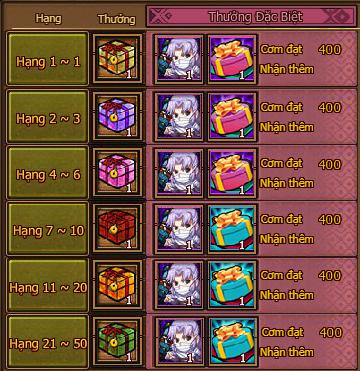 Hạng Thưởng Thưởng Đặc Biệt
Hạng 1 ~ 1 1 1 1 Cơm đạt 400
Nhận thêm
Hạng 2 ~ 3 1 1 1 Cơm đạt 400
Nhận thêm
Hạng 4 ~ 6 1 1 1 Cơm đạt 400
Nhận thêm
Hạng 7 ~ 10 1 1 1 Cơm đạt 400
Nhận thêm
Hạng 11 ~ 20 1 1 1 Cơm đạt 400
Nhận thêm
Hạng 21 ~ 50 1 1 1 Cơm đạt 400
Nhận thêm